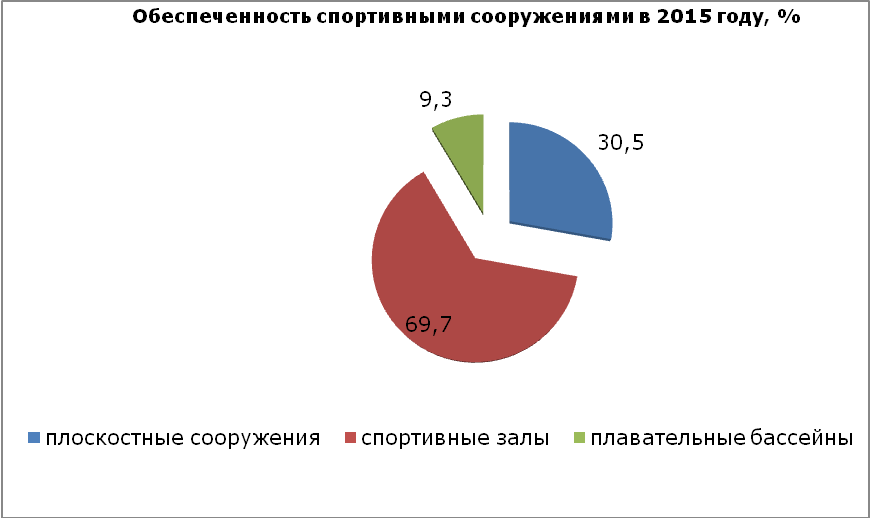 Обеспеченность спортивными сооружениями в 2015 году, %
9,3
30,5
69,7
плоскостные сооружения спортивные залы плавательные бассейны